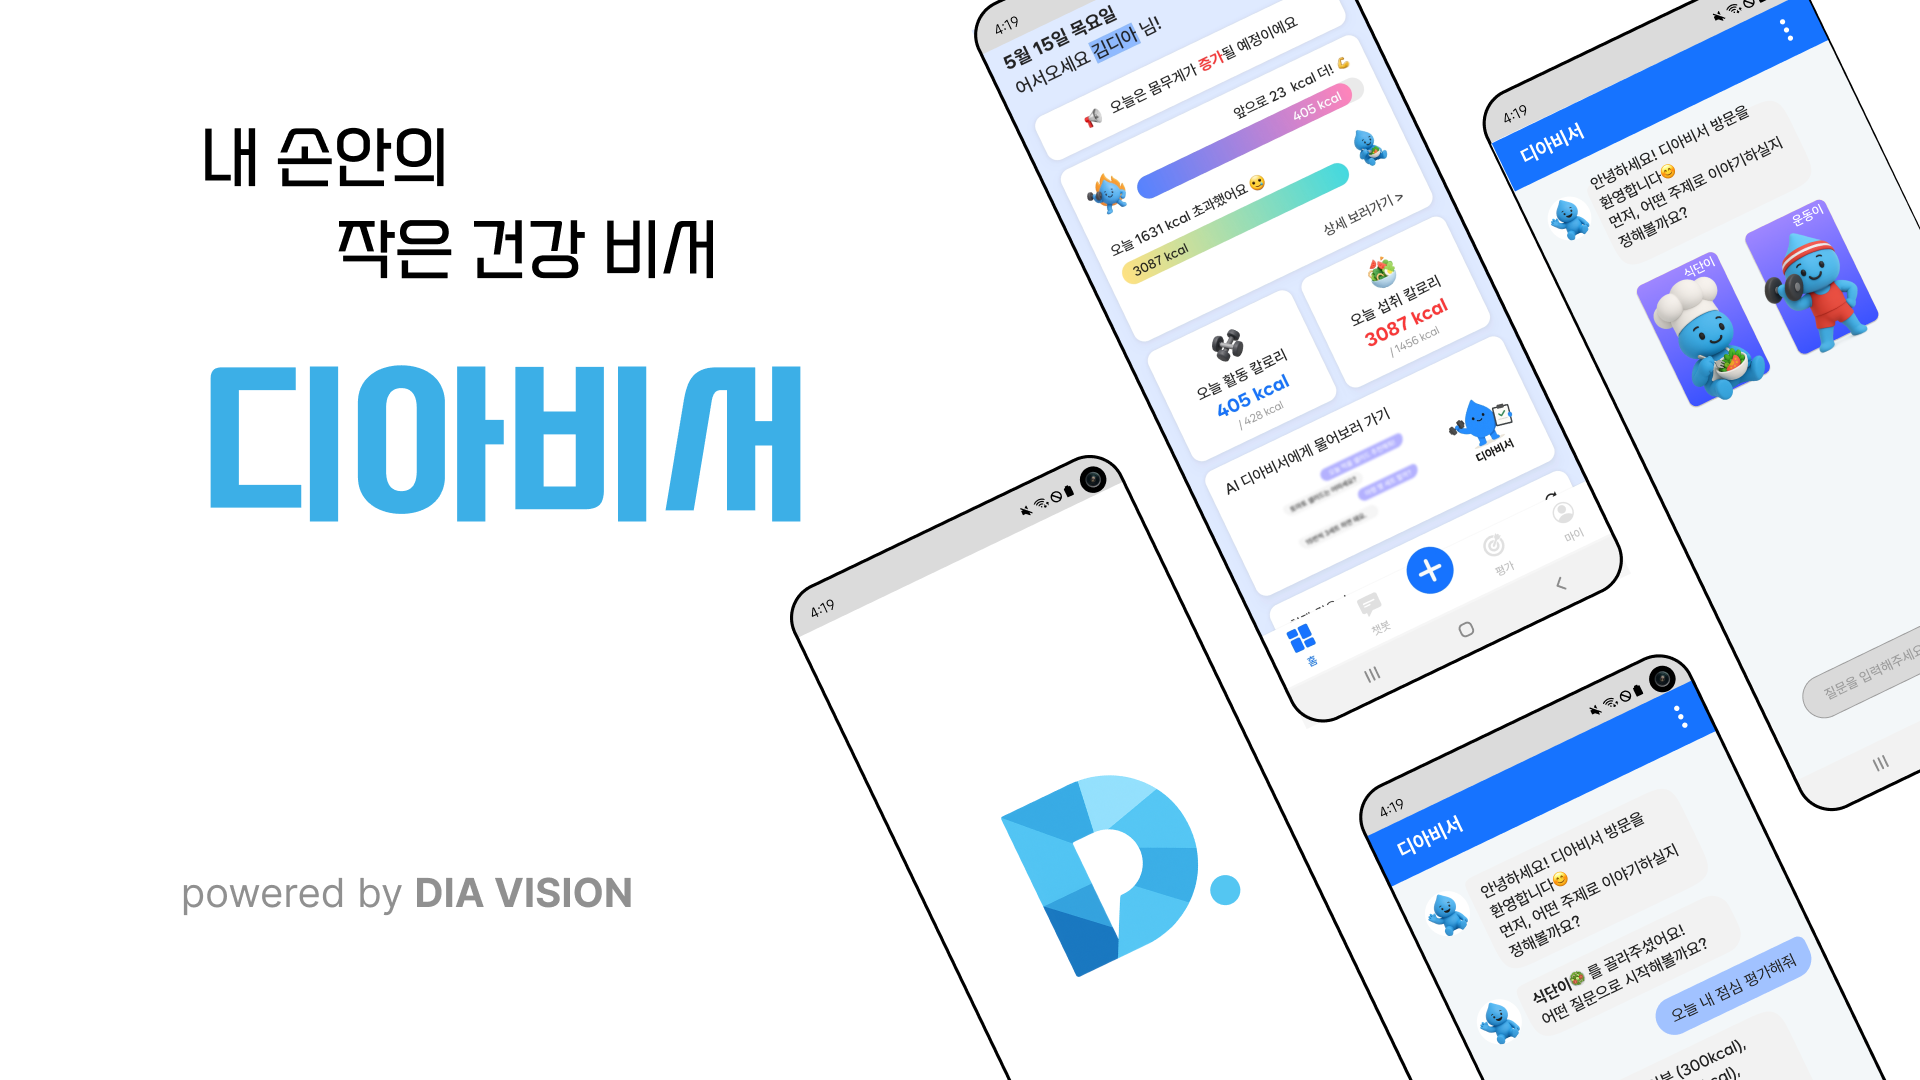 내 손안의
작은 건강 비서
디아비서
powered by DIA VISION
4:19
4:19
5월 15일 목요일
어서오세요 김디아 님!
오늘은 몸무게가 증가될 예정이에요
앞으로 23 kcal 더!
405 kcal
오늘 1631 kcal 초과했어요
3087 kcal
상세 보러가기 >
오늘 활동 칼로리
405 kcal
/ 428 kcal
오늘 섭취 칼로리
3087 kcal
/ 1456 kcal
AI 디아비서에게 물어보러 가기
디아비서
홈
챗봇
평가
마이
4:19
디아비서
안녕하세요! 디아비서 방문을
환영합니다
먼저, 어떤 주제로 이야기하실지
정해볼까요?
식단이
운동이
질문을 입력해주세요
4:19
디아비서
안녕하세요! 디아비서 방문을
환영합니다
먼저, 어떤 주제로 이야기하실지
정해볼까요?
식단이 를 골라주셨어요!
어떤 질문으로 시작해볼까요?
오늘 내 점심 평가해줘
(300kcal),